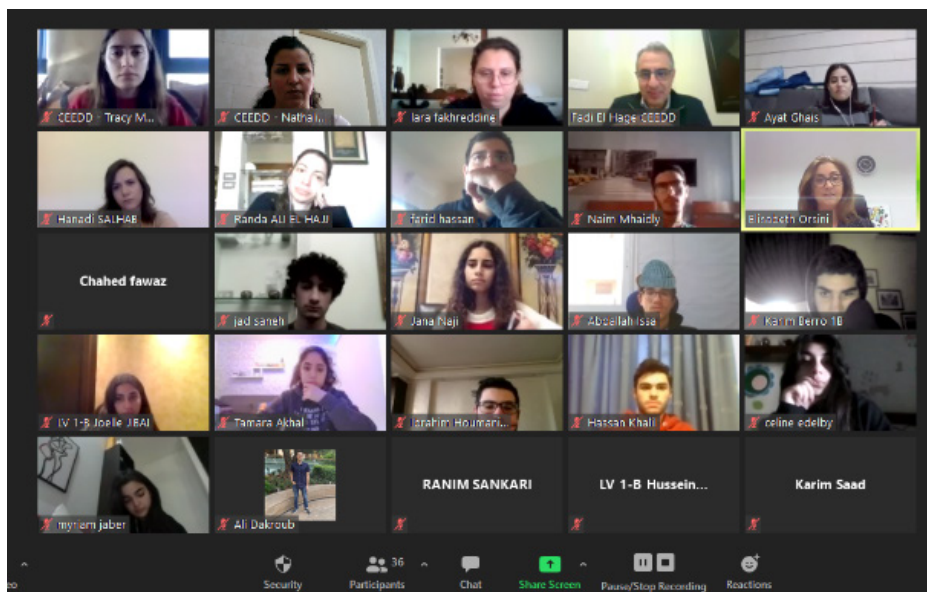 CEEDD - Tracy M...
CEEDD - Nathali...
lara fakhreddine
Fadi El Hage CEEDD
Ayat Ghais
Hanadi SALHAB
Randa ALI EL HAJJ
farid hassan
Naim Mhaidly
Elisabeth Orsini
Chahed fawaz
jad saneh
Jana Naji
Abdallah Issa
Karim Berro 1B
LV 1-B Joelle JBAI
Tamara Akhal
Ibrahim Houmani...
Hassan Khalil
celine edelby
myriam jaber
Ali Dakroub
RANIM SANKARI
LV 1-B Hussein...
Karim Saad
eo
Security
Participants
36
Chat
Share Screen
Pause/Stop Recording
Reactions